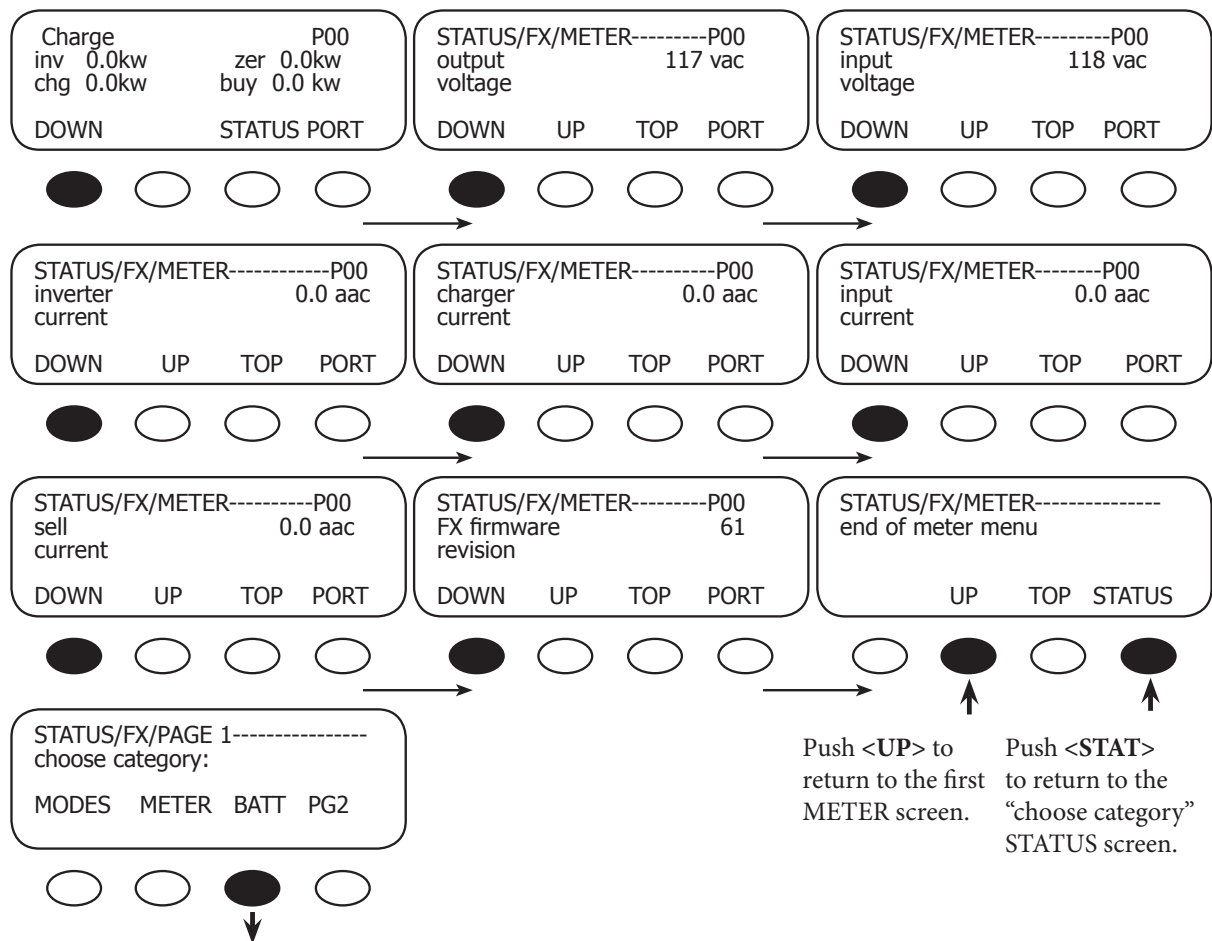 Charge P00
inv 0.0kw zer 0.0kw
chg 0.0kw buy 0.0 kw
DOWN STATUS PORT
STATUS/FX/METER---------P00
output 117 vac
voltage
DOWN UP TOP PORT
STATUS/FX/METER---------P00
input 118 vac
voltage
DOWN UP TOP PORT
STATUS/FX/METER------------P00
inverter 0.0 aac
current
DOWN UP TOP PORT
STATUS/FX/METER----------P00
charger 0.0 aac
current
DOWN UP TOP PORT
STATUS/FX/METER--------P00
input 0.0 aac
current
DOWN UP TOP PORT
STATUS/FX/METER----------P00
sell 0.0 aac
current
DOWN UP TOP PORT
STATUS/FX/METER---------P00
FX firmware 61
revision
DOWN UP TOP PORT
STATUS/FX/METER---------------
end of meter menu
UP TOP STATUS
STATUS/FX/PAGE 1----------------
choose category:
MODES METER BATT PG2
Push <UP> to
return to the first
METER screen.
Push <STAT>
to return to the
“choose category”
STATUS screen.